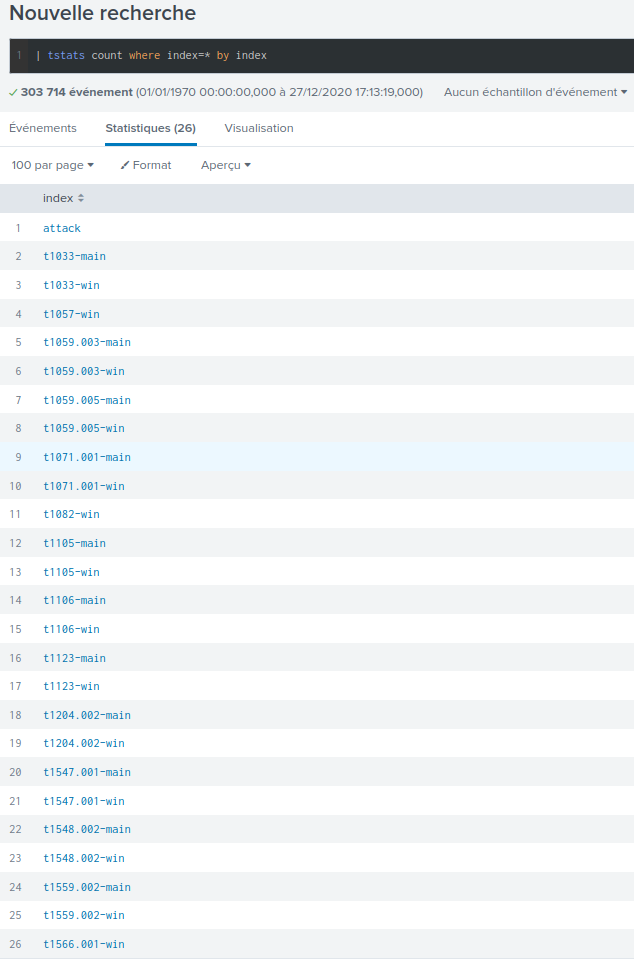 Nouvelle recherche
1 | tstats count where index=* by index
✓ 303 714 événement (01/01/1970 00:00:00,000 à 27/12/2020 17:13:19,000) Aucun échantillon d'événement
Événements Statistiques (26) Visualisation
100 par page Format Aperçu
index
1 attack
2 t1033-main
3 t1033-win
4 t1057-win
5 t1059.003-main
6 t1059.003-win
7 t1059.005-main
8 t1059.005-win
9 t1071.001-main
10 t1071.001-win
11 t1082-win
12 t1105-main
13 t1105-win
14 t1106-main
15 t1106-win
16 t1123-main
17 t1123-win
18 t1204.002-main
19 t1204.002-win
20 t1547.001-main
21 t1547.001-win
22 t1548.002-main
23 t1548.002-win
24 t1559.002-main
25 t1559.002-win
26 t1566.001-win